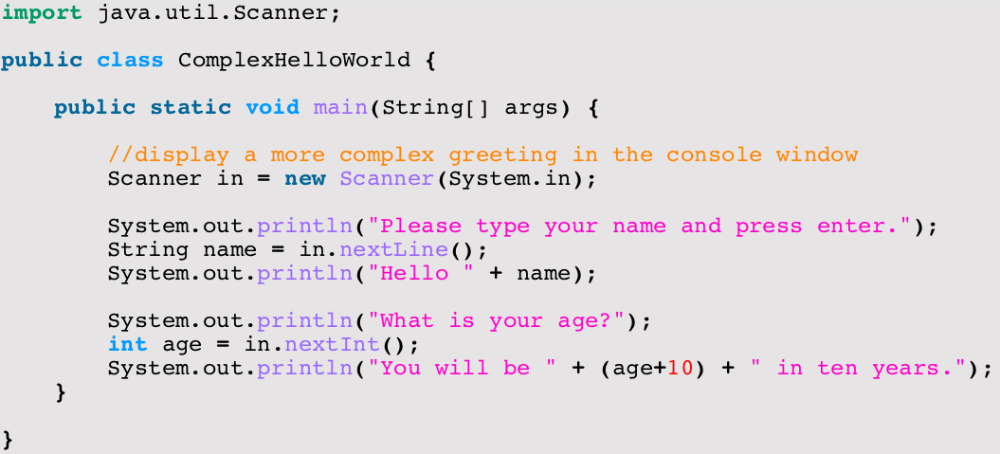 import java.util.Scanner;
public class ComplexHelloWorld {
public static void main(String[] args) {
//display a more complex greeting in the console window
Scanner in = new Scanner(System.in);
System.out.println("Please type your name and press enter.");
String name = in.nextLine();
System.out.println("Hello " + name);
System.out.println("What is your age?");
int age = in.nextInt();
System.out.println("You will be " + (age+10) + " in ten years.");
}
}